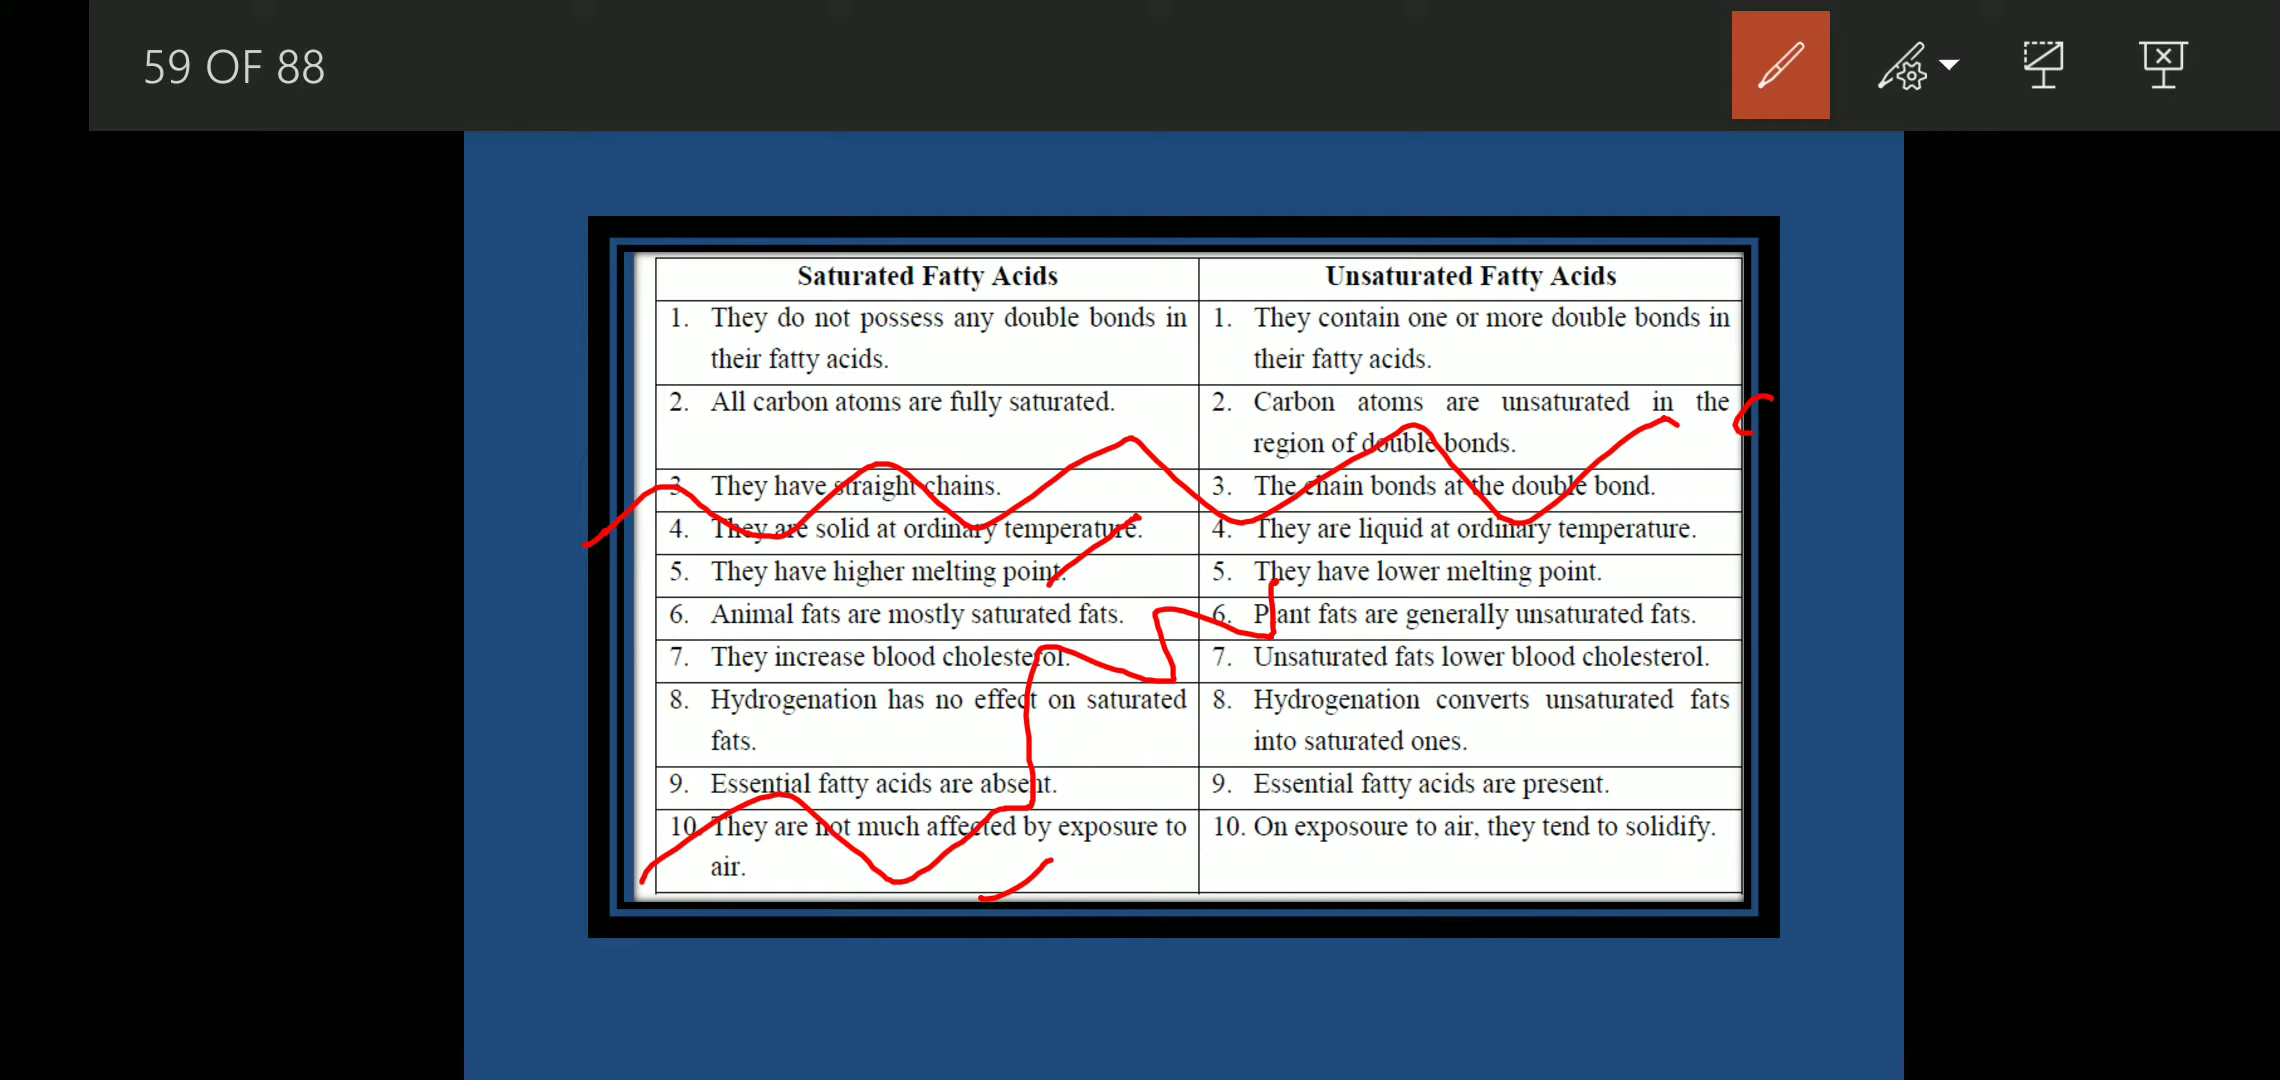 59 OF 88
Saturated Fatty Acids
Unsaturated Fatty Acids
1. They do not possess any double bonds in
their fatty acids.
1. They contain one or more double bonds in
their fatty acids.
2. All carbon atoms are fully saturated.
2. Carbon atoms are unsaturated in the
region of double bonds.
3. They have straight chains.
3. The chain bonds at the double bond.
4. They are solid at ordinary temperature.
4. They are liquid at ordinary temperature.
5. They have higher melting point.
5. They have lower melting point.
6. Animal fats are mostly saturated fats.
6. Plant fats are generally unsaturated fats.
7. They increase blood cholesterol.
7. Unsaturated fats lower blood cholesterol.
8. Hydrogenation has no effect on saturated
fats.
8. Hydrogenation converts unsaturated fats
into saturated ones.
9. Essential fatty acids are absent.
9. Essential fatty acids are present.
10. They are not much affected by exposure to
air.
10. On exposoure to air, they tend to solidify.